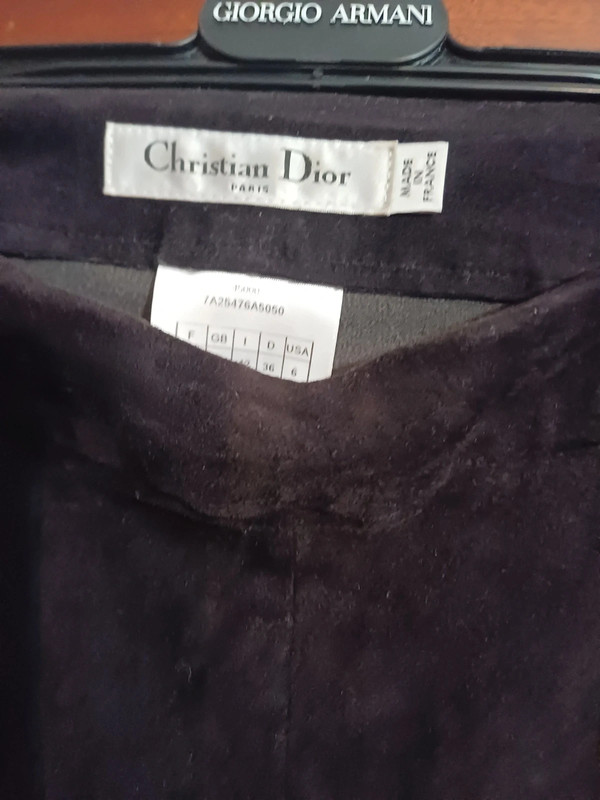 GIORGIO ARMANI
Christian Dior
PARIS
MADE
IN
FRANCE
7A25476A5050
F GB I D USA
36 6